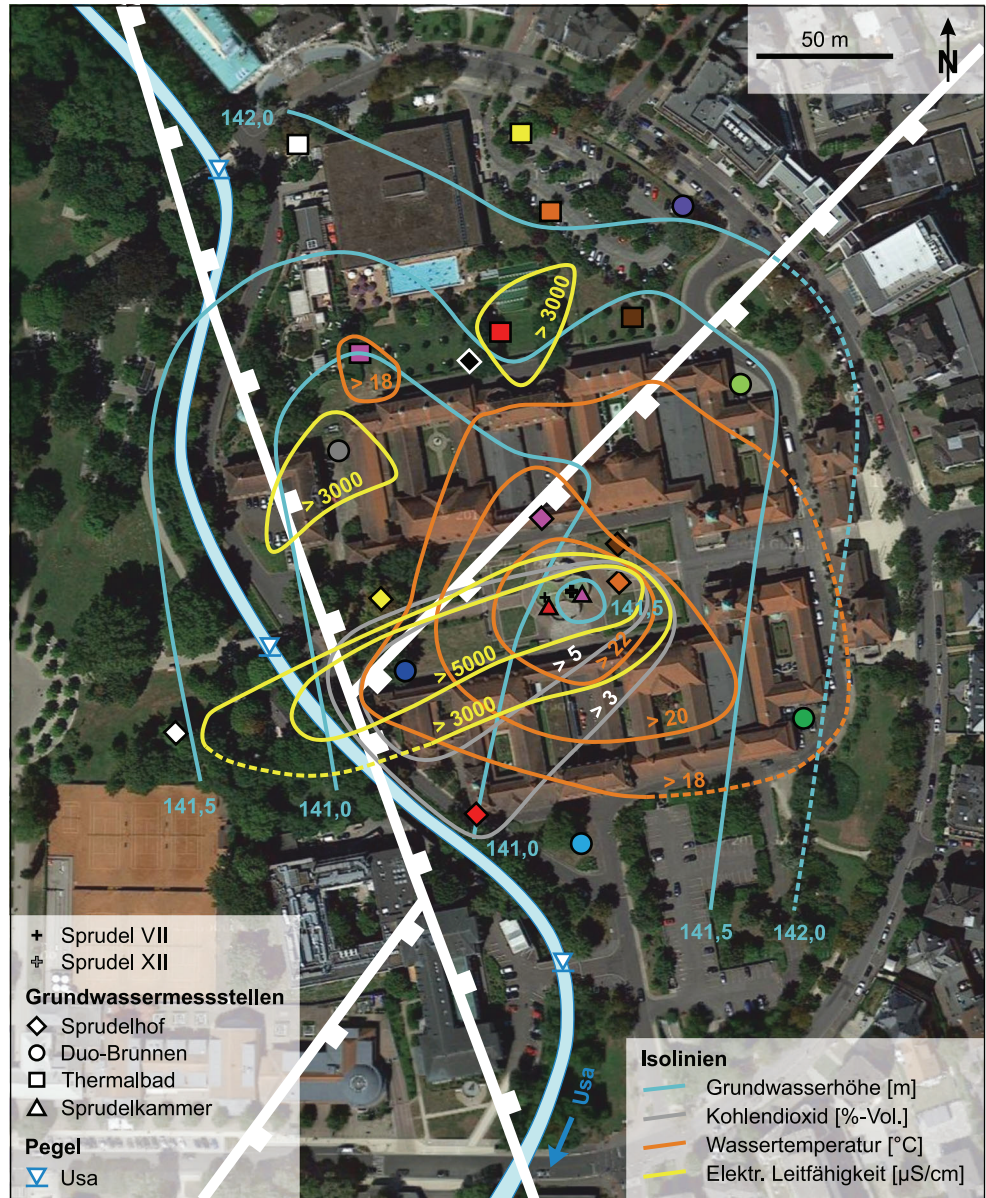 50 m
N
142,0
> 3000
> 18
> 3000
141,5
> 5
> 22
> 5000
> 3
> 3000
> 20
> 18
141,5
141,0
141,0
141,5
142,0
Sprudel VII
Sprudel XII
Grundwassermessstellen
Sprudelhof
Duo-Brunnen
Thermalbad
Sprudelkammer
Pegel
Usa
Usa
Isolinien
Grundwasserhöhe [m]
Kohlendioxid [%-Vol.]
Wassertemperatur [°C]
Elektr. Leitfähigkeit [µS/cm]